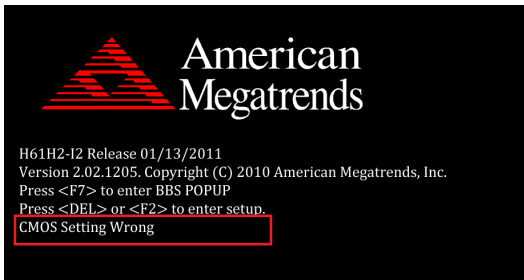 American
Megatrends
H61H2-I2 Release 01/13/2011
Version 2.02.1205. Copyright (C) 2010 American Megatrends, Inc.
Press <F7> to enter BBS POPUP
Press <DEL> or <F2> to enter setup.
CMOS Setting Wrong